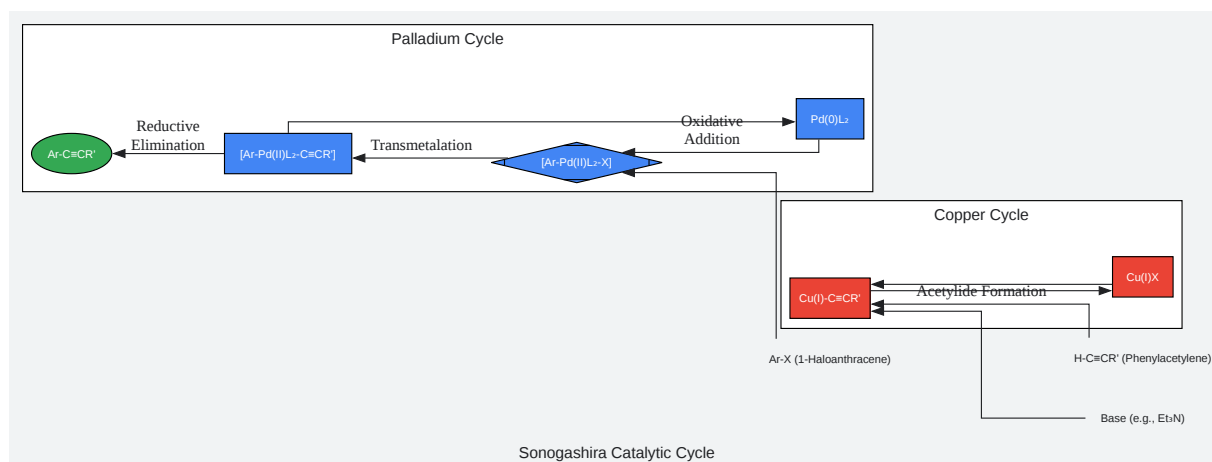 Palladium Cycle
Pd(0)L₂
Oxidative
Addition
Reductive
Elimination
Transmetalation
Ar-C≡CR'
[Ar-Pd(II)L₂-C≡CR']
[Ar-Pd(II)L₂-X]
Copper Cycle
Cu(I)X
Acetylide Formation
Cu(I)-C≡CR'
Ar-X (1-Haloanthracene)
H-C≡CR' (Phenylacetylene)
Base (e.g., Et₃N)
Sonogashira Catalytic Cycle